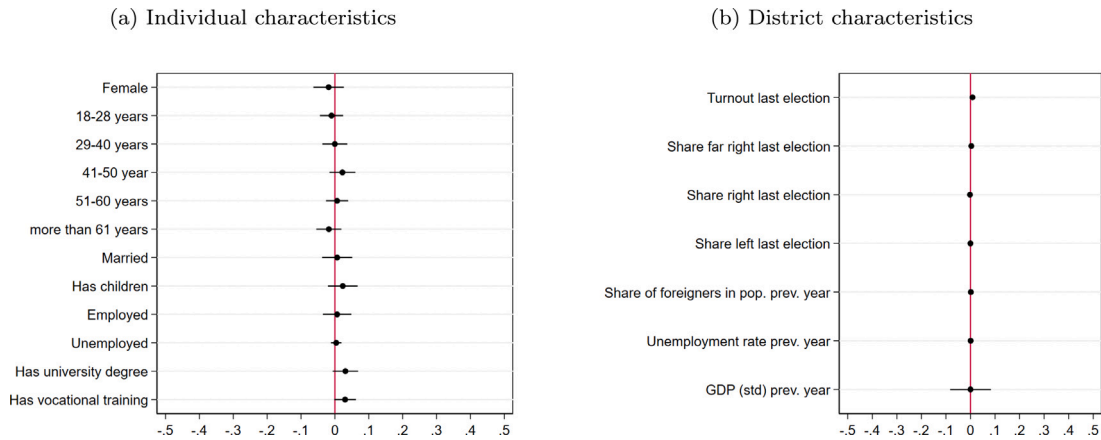 (a) Individual characteristics
Female
18-28 years
29-40 years
41-50 year
51-60 years
more than 61 years
Married
Has children
Employed
Unemployed
Has university degree
Has vocational training
-.5 -.4 -.3 -.2 -.1 0 .1 .2 .3 .4 .5
(b) District characteristics
Turnout last election
Share far right last election
Share right last election
Share left last election
Share of foreigners in pop. prev. year
Unemployment rate prev. year
GDP (std) prev. year
-.5 -.4 -.3 -.2 -.1 0 .1 .2 .3 .4 .5